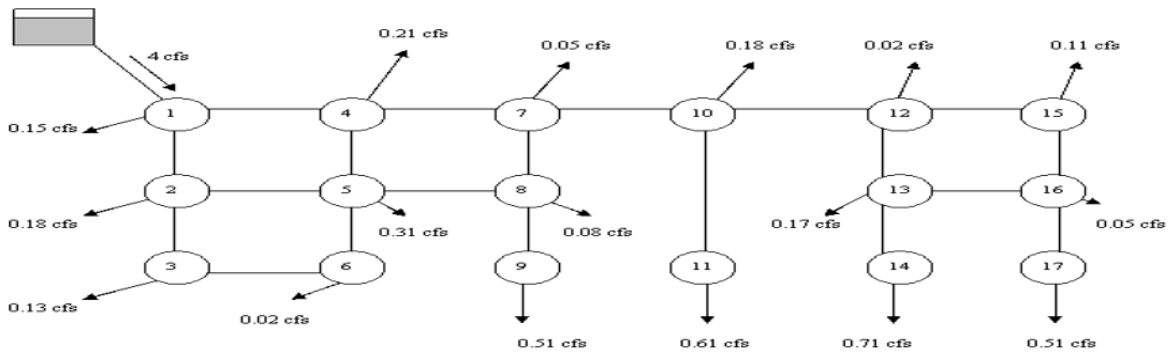 0.21 cfs
0.05 cfs
0.18 cfs
0.02 cfs
0.11 cfs
4 cfs
1
4
7
10
12
15
0.15 cfs
2
5
8
13
16
0.18 cfs
0.31 cfs
0.08 cfs
0.17 cfs
0.05 cfs
3
6
9
11
14
17
0.13 cfs
0.02 cfs
0.51 cfs
0.61 cfs
0.71 cfs
0.51 cfs